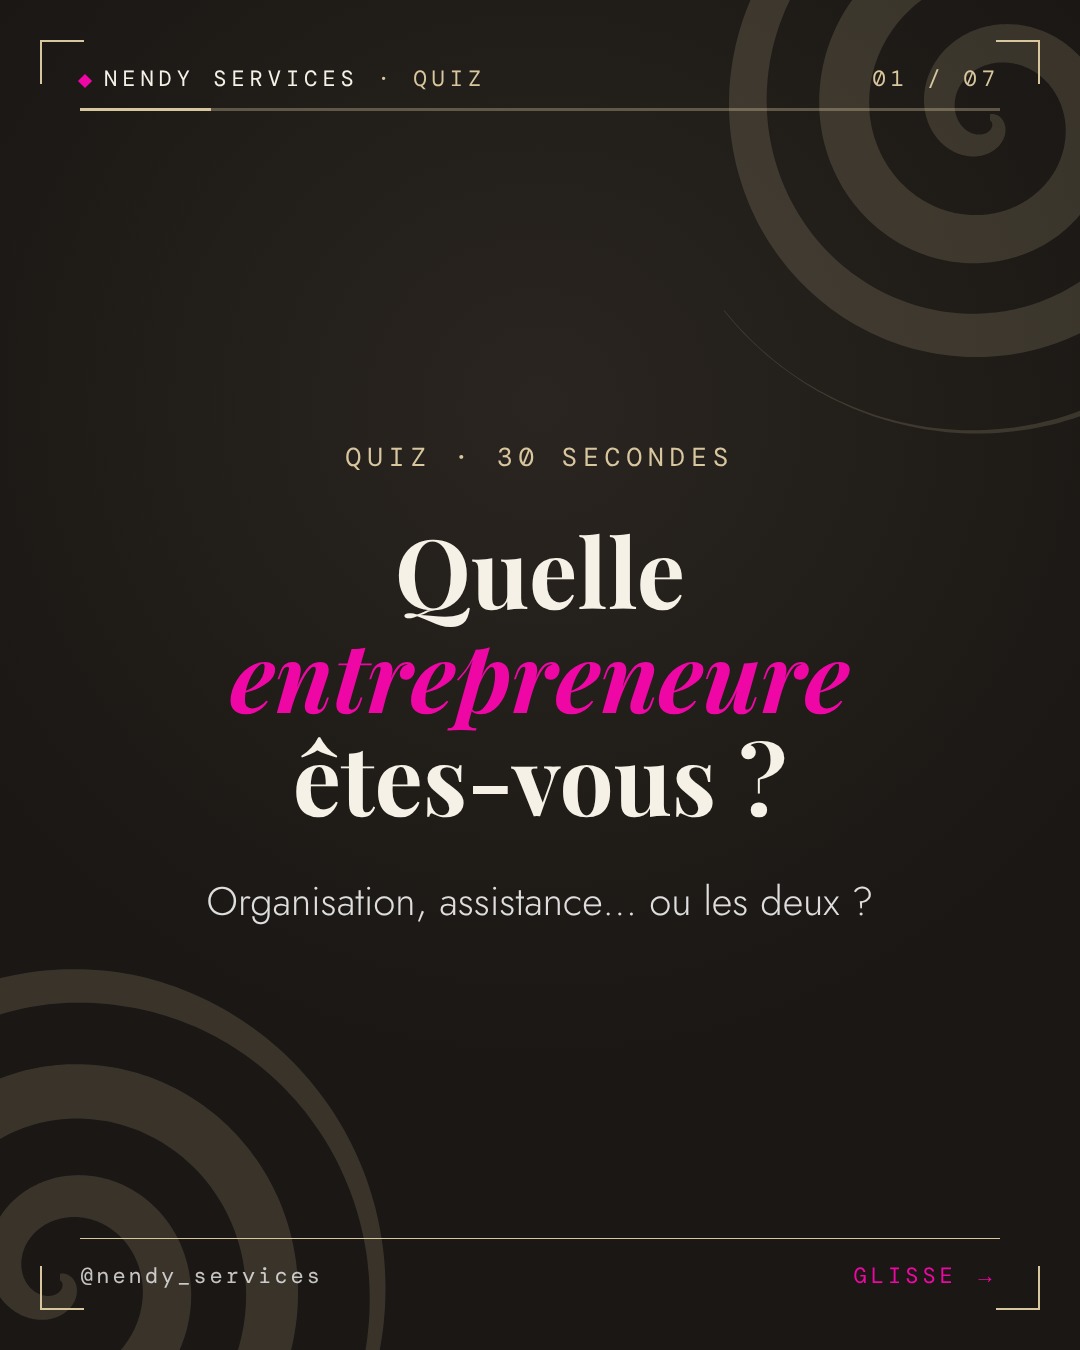 ◆ NENDY SERVICES · QUIZ
01 / 07
QUIZ · 30 SECONDES
Quelle
entrepreneure
êtes-vous ?
Organisation, assistance... ou les deux ?
@nendy_services
GLISSE →